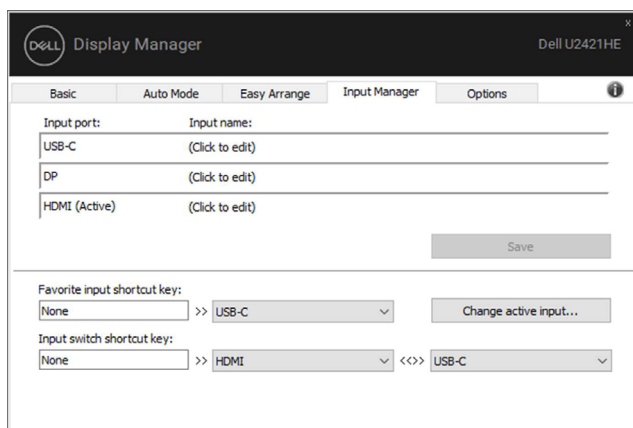 x
DELL Display Manager Dell U2421HE
Basic Auto Mode Easy Arrange Input Manager Options i
Input port: Input name:
USB-C (Click to edit)
DP (Click to edit)
HDMI (Active) (Click to edit)
Save
Favorite input shortcut key:
None >> USB-C Change active input...
Input switch shortcut key:
None >> HDMI <<>> USB-C